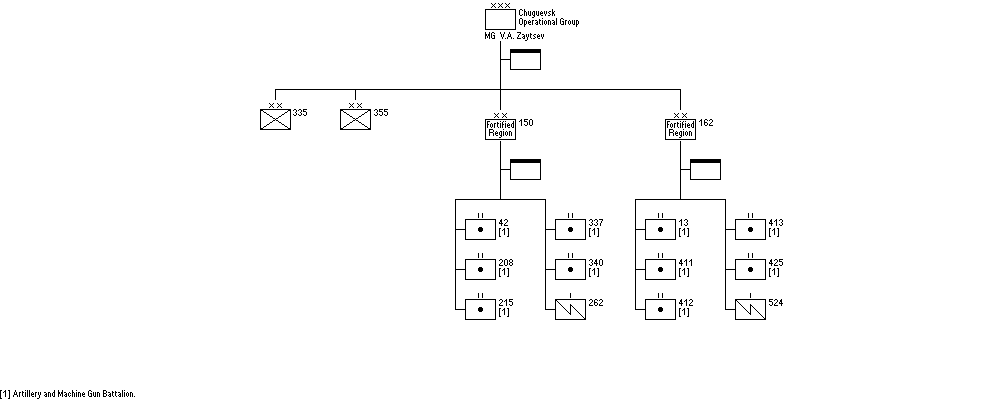 XXX
Chuguevsk
Operational Group
MG V.A. Zaytsev
XX
335
XX
355
XX
Fortified
Region
150
XX
Fortified
Region
162
II
42
[1]
II
337
[1]
II
13
[1]
II
413
[1]
II
208
[1]
II
340
[1]
II
411
[1]
II
425
[1]
II
215
[1]
I
262
II
412
[1]
I
524
[1] Artillery and Machine Gun Battalion.